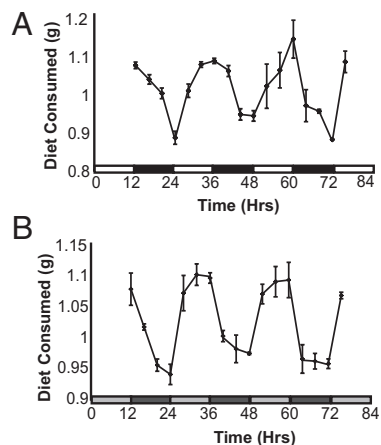 A
Diet Consumed (g)
1.2
1.1
1
0.9
0.8
0 12 24 36 48 60 72 84
Time (Hrs)
B
Diet Consumed (g)
1.15
1.1
1.05
1
0.95
0.9
0 12 24 36 48 60 72 84
Time (Hrs)